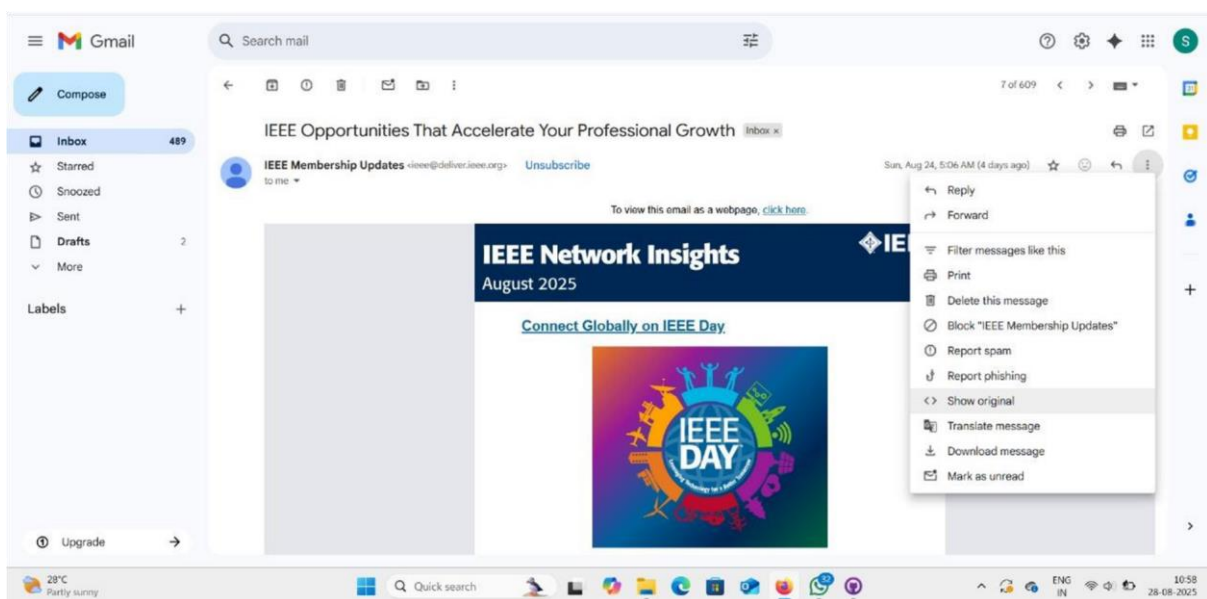 Gmail
Search mail
S
Compose
7 of 609
Inbox 489
Starred
Snoozed
Sent
Drafts 2
More
Labels
Upgrade
IEEE Opportunities That Accelerate Your Professional Growth Inbox ×
IEEE Membership Updates <ieee@deliver.ieee.org> Unsubscribe
Sun, Aug 24, 5:06 AM (4 days ago)
to me
To view this email as a webpage, click here.
IEEE Network Insights
August 2025
Connect Globally on IEEE Day
IEEE
DAY
Reply
Forward
Filter messages like this
Print
Delete this message
Block "IEEE Membership Updates"
Report spam
Report phishing
Show original
Translate message
Download message
Mark as unread
28°C
Partly sunny
Quick search
32
ENG
IN
10:58
28-08-2025